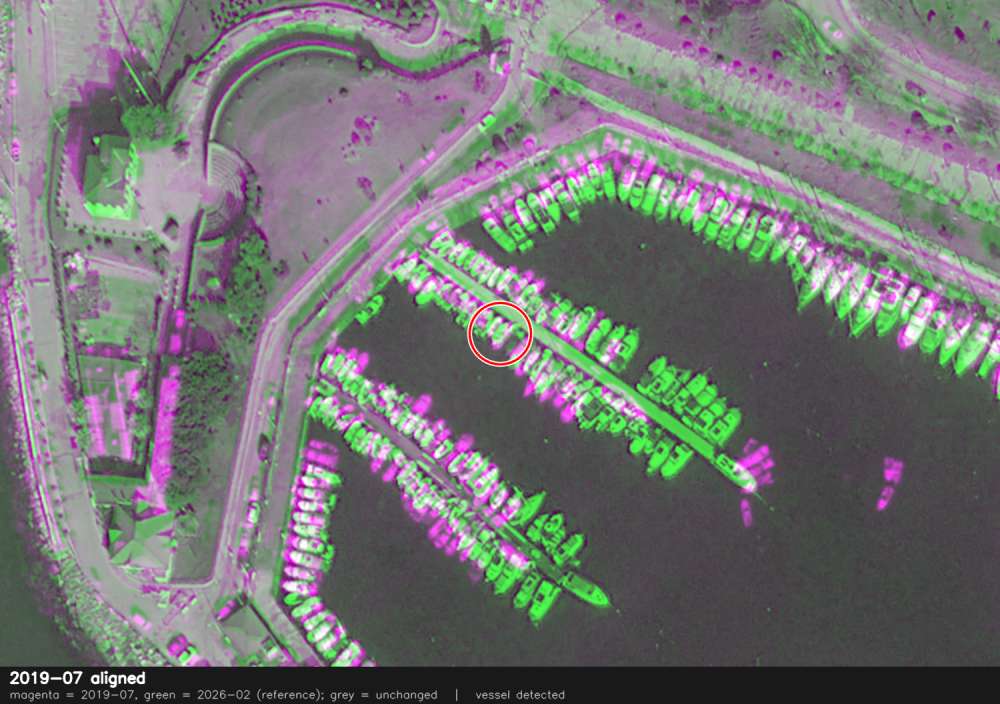 2019-07 aligned
magenta = 2019-07, green = 2026-02 (reference); grey = unchanged | vessel detected